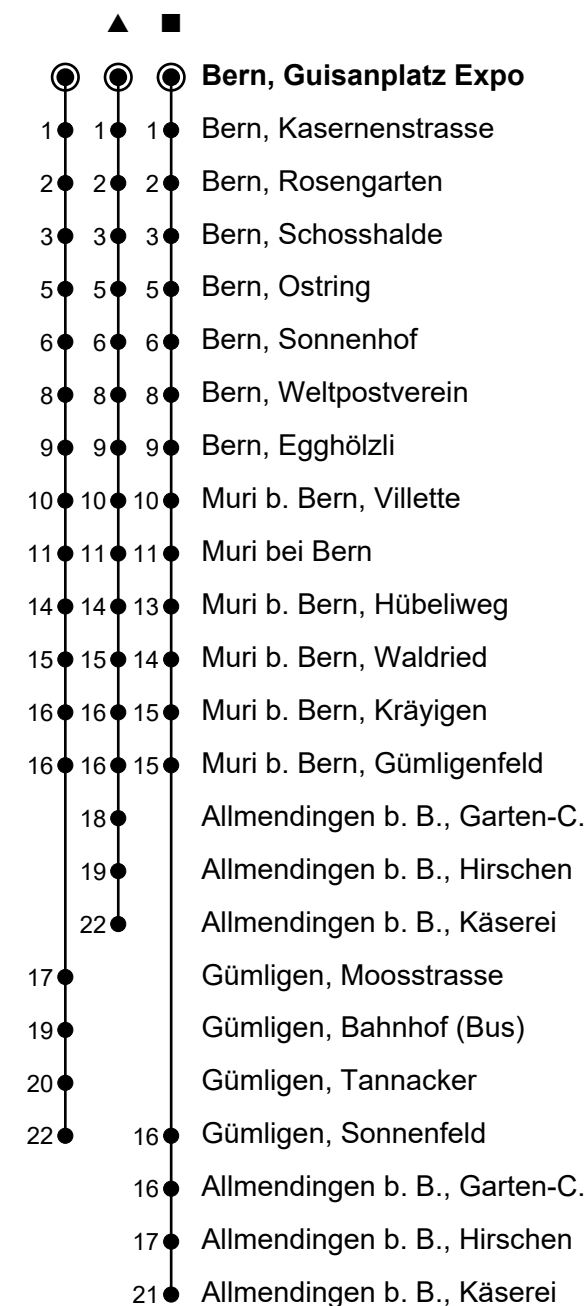 ▲ ■
Bern, Guisanplatz Expo
1 1 1 Bern, Kasernenstrasse
2 2 2 Bern, Rosengarten
3 3 3 Bern, Schosshalde
5 5 5 Bern, Ostring
6 6 6 Bern, Sonnenhof
8 8 8 Bern, Weltpostverein
9 9 9 Bern, Egghölzli
10 10 10 Muri b. Bern, Villette
11 11 11 Muri bei Bern
14 14 13 Muri b. Bern, Hübeliweg
15 15 14 Muri b. Bern, Waldried
16 16 15 Muri b. Bern, Kräyigen
16 16 15 Muri b. Bern, Gümligenfeld
18 Allmendingen b. B., Garten-C.
19 Allmendingen b. B., Hirschen
22 Allmendingen b. B., Käserei
17 Gümligen, Moosstrasse
19 Gümligen, Bahnhof (Bus)
20 Gümligen, Tannacker
22 16 Gümligen, Sonnenfeld
16 Allmendingen b. B., Garten-C.
17 Allmendingen b. B., Hirschen
21 Allmendingen b. B., Käserei